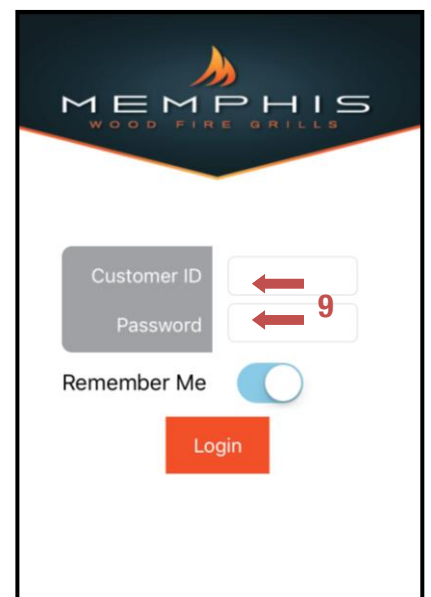 MEMPHIS
WOOD FIRE GRILLS
Customer ID
9
Password
Remember Me
Login